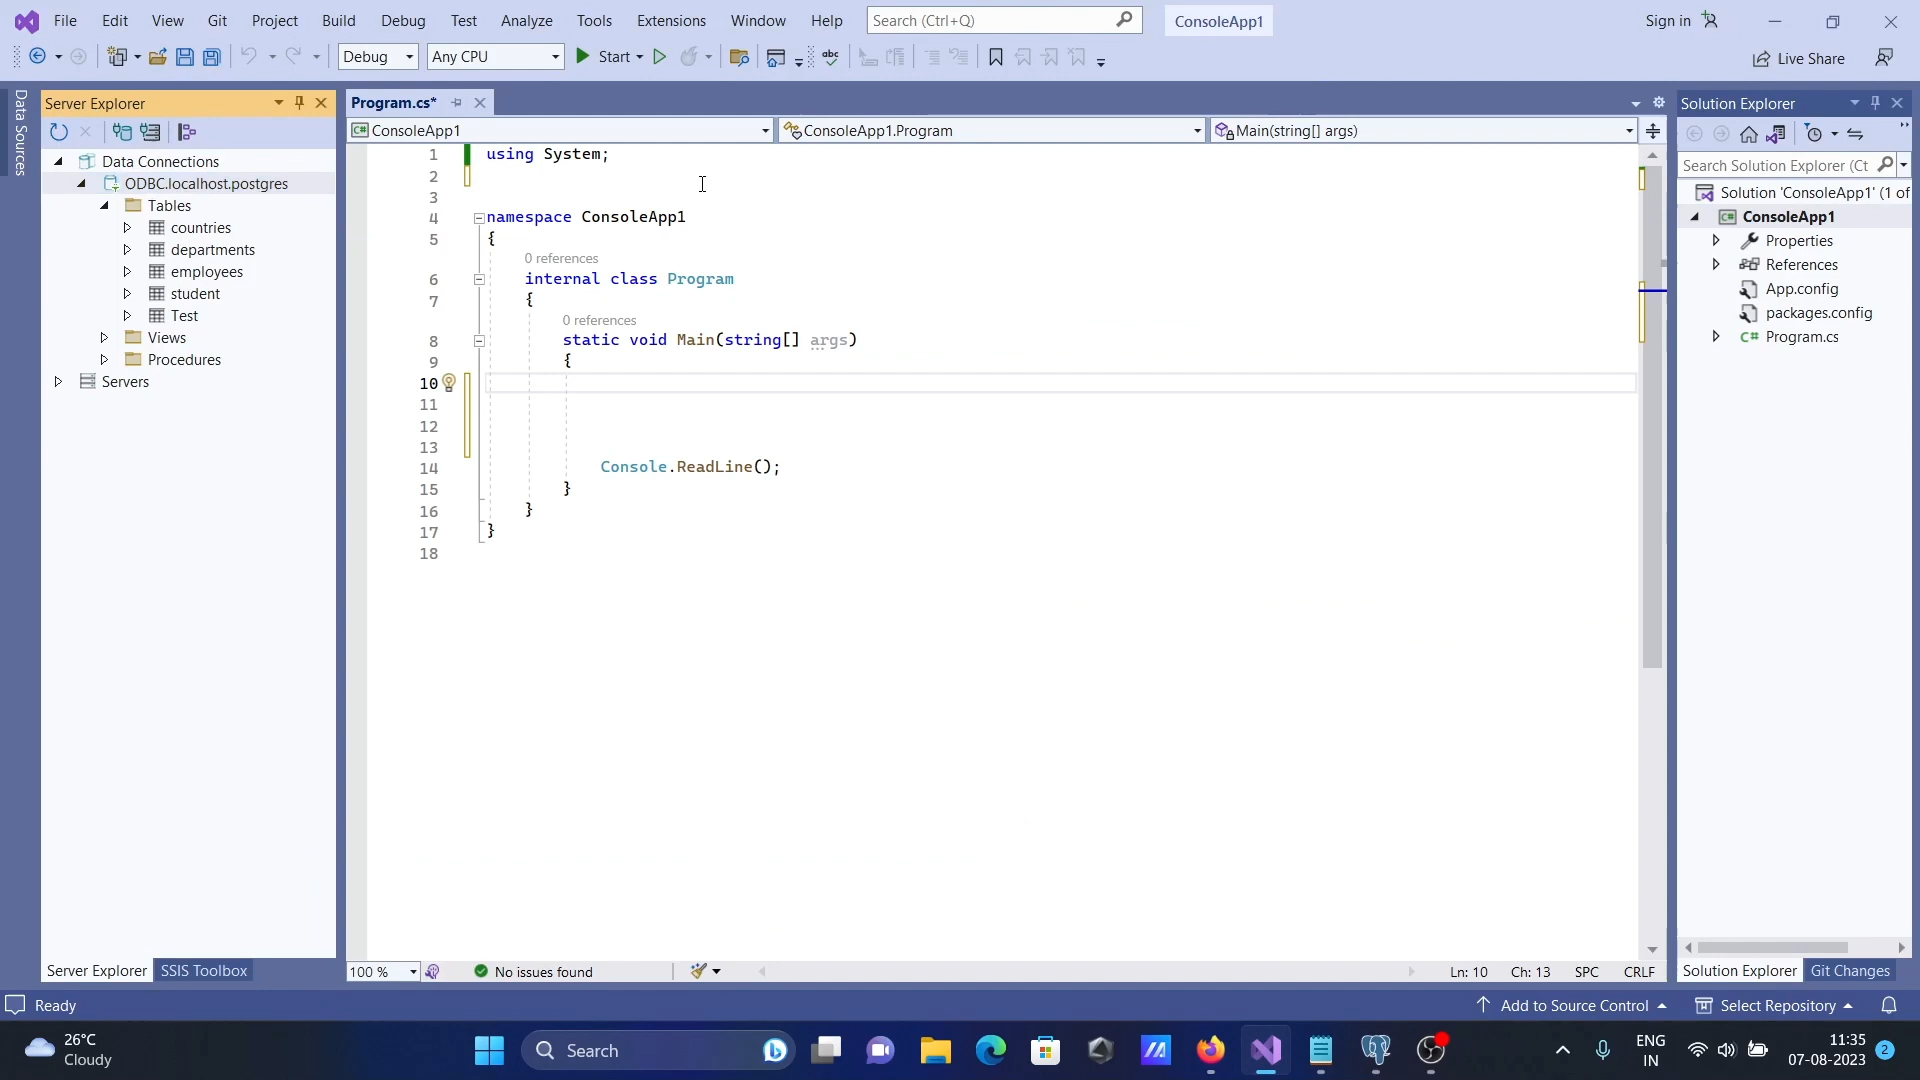 File Edit View Git Project Build Debug Test Analyze Tools Extensions Window Help Search (Ctrl+Q) ConsoleApp1 Sign in
Debug Any CPU Start abc Live Share
Data Sources
Server Explorer
Data Connections
ODBC.localhost.postgres
Tables
countries
departments
employees
student
Test
Views
Procedures
Servers
Server Explorer SSIS Toolbox
Program.cs*
C# ConsoleApp1 ConsoleApp1.Program Main(string[] args)
1 using System;
2
3
4 namespace ConsoleApp1
5 {
0 references
6 internal class Program
7 {
0 references
8 static void Main(string[] args)
9 {
10
11
12
13
14 Console.ReadLine();
15 }
16 }
17 }
18
100 % No issues found Ln: 10 Ch: 13 SPC CRLF
Solution Explorer
Search Solution Explorer (Ct
Solution 'ConsoleApp1' (1 of
C# ConsoleApp1
Properties
References
App.config
packages.config
C# Program.cs
Solution Explorer Git Changes
Ready Add to Source Control Select Repository
26°C
Cloudy
Search
ENG
IN
11:35
07-08-2023
2